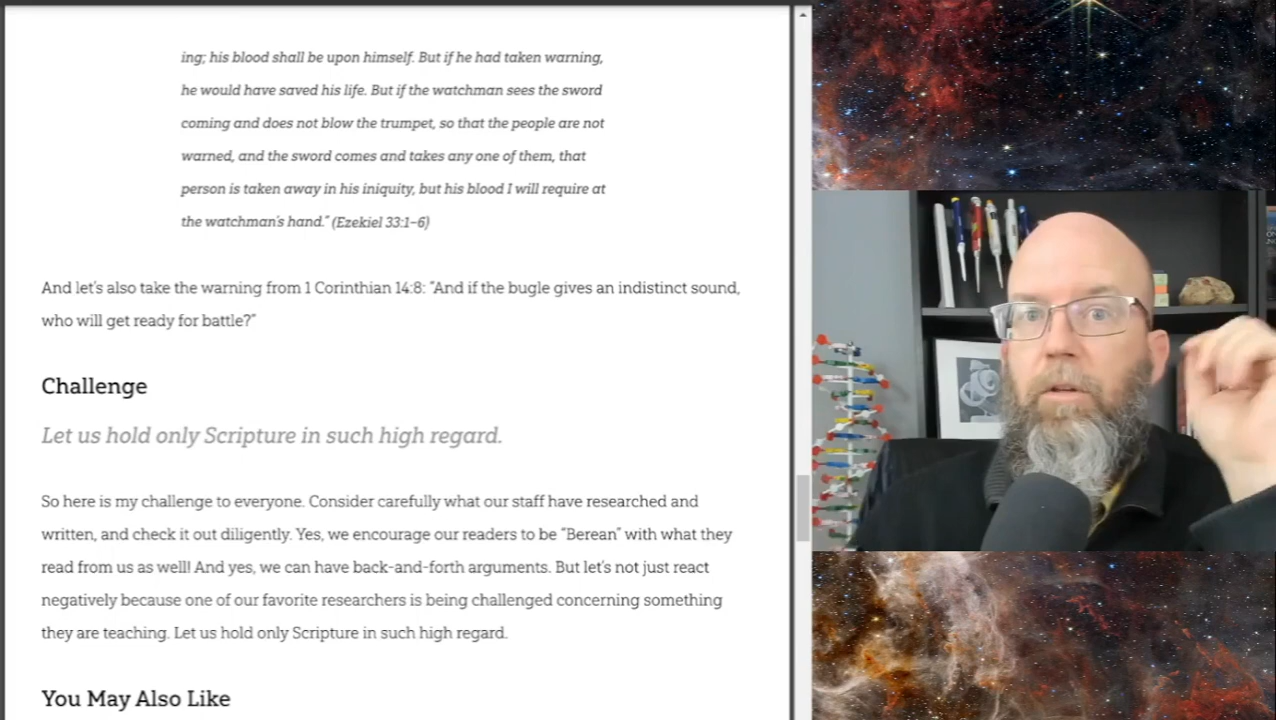 ing; his blood shall be upon himself. But if he had taken warning,
he would have saved his life. But if the watchman sees the sword
coming and does not blow the trumpet, so that the people are not
warned, and the sword comes and takes any one of them, that
person is taken away in his iniquity, but his blood I will require at
the watchman's hand." (Ezekiel 33:1–6)
And let's also take the warning from 1 Corinthian 14:8: "And if the bugle gives an indistinct sound,
who will get ready for battle?"
Challenge
Let us hold only Scripture in such high regard.
So here is my challenge to everyone. Consider carefully what our staff have researched and
written, and check it out diligently. Yes, we encourage our readers to be "Berean" with what they
read from us as well! And yes, we can have back-and-forth arguments. But let's not just react
negatively because one of our favorite researchers is being challenged concerning something
they are teaching. Let us hold only Scripture in such high regard.
You May Also Like